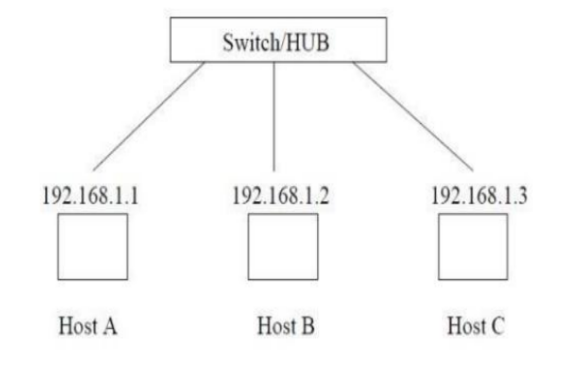 Switch/HUB
192.168.1.1
192.168.1.2
192.168.1.3
Host A
Host B
Host C